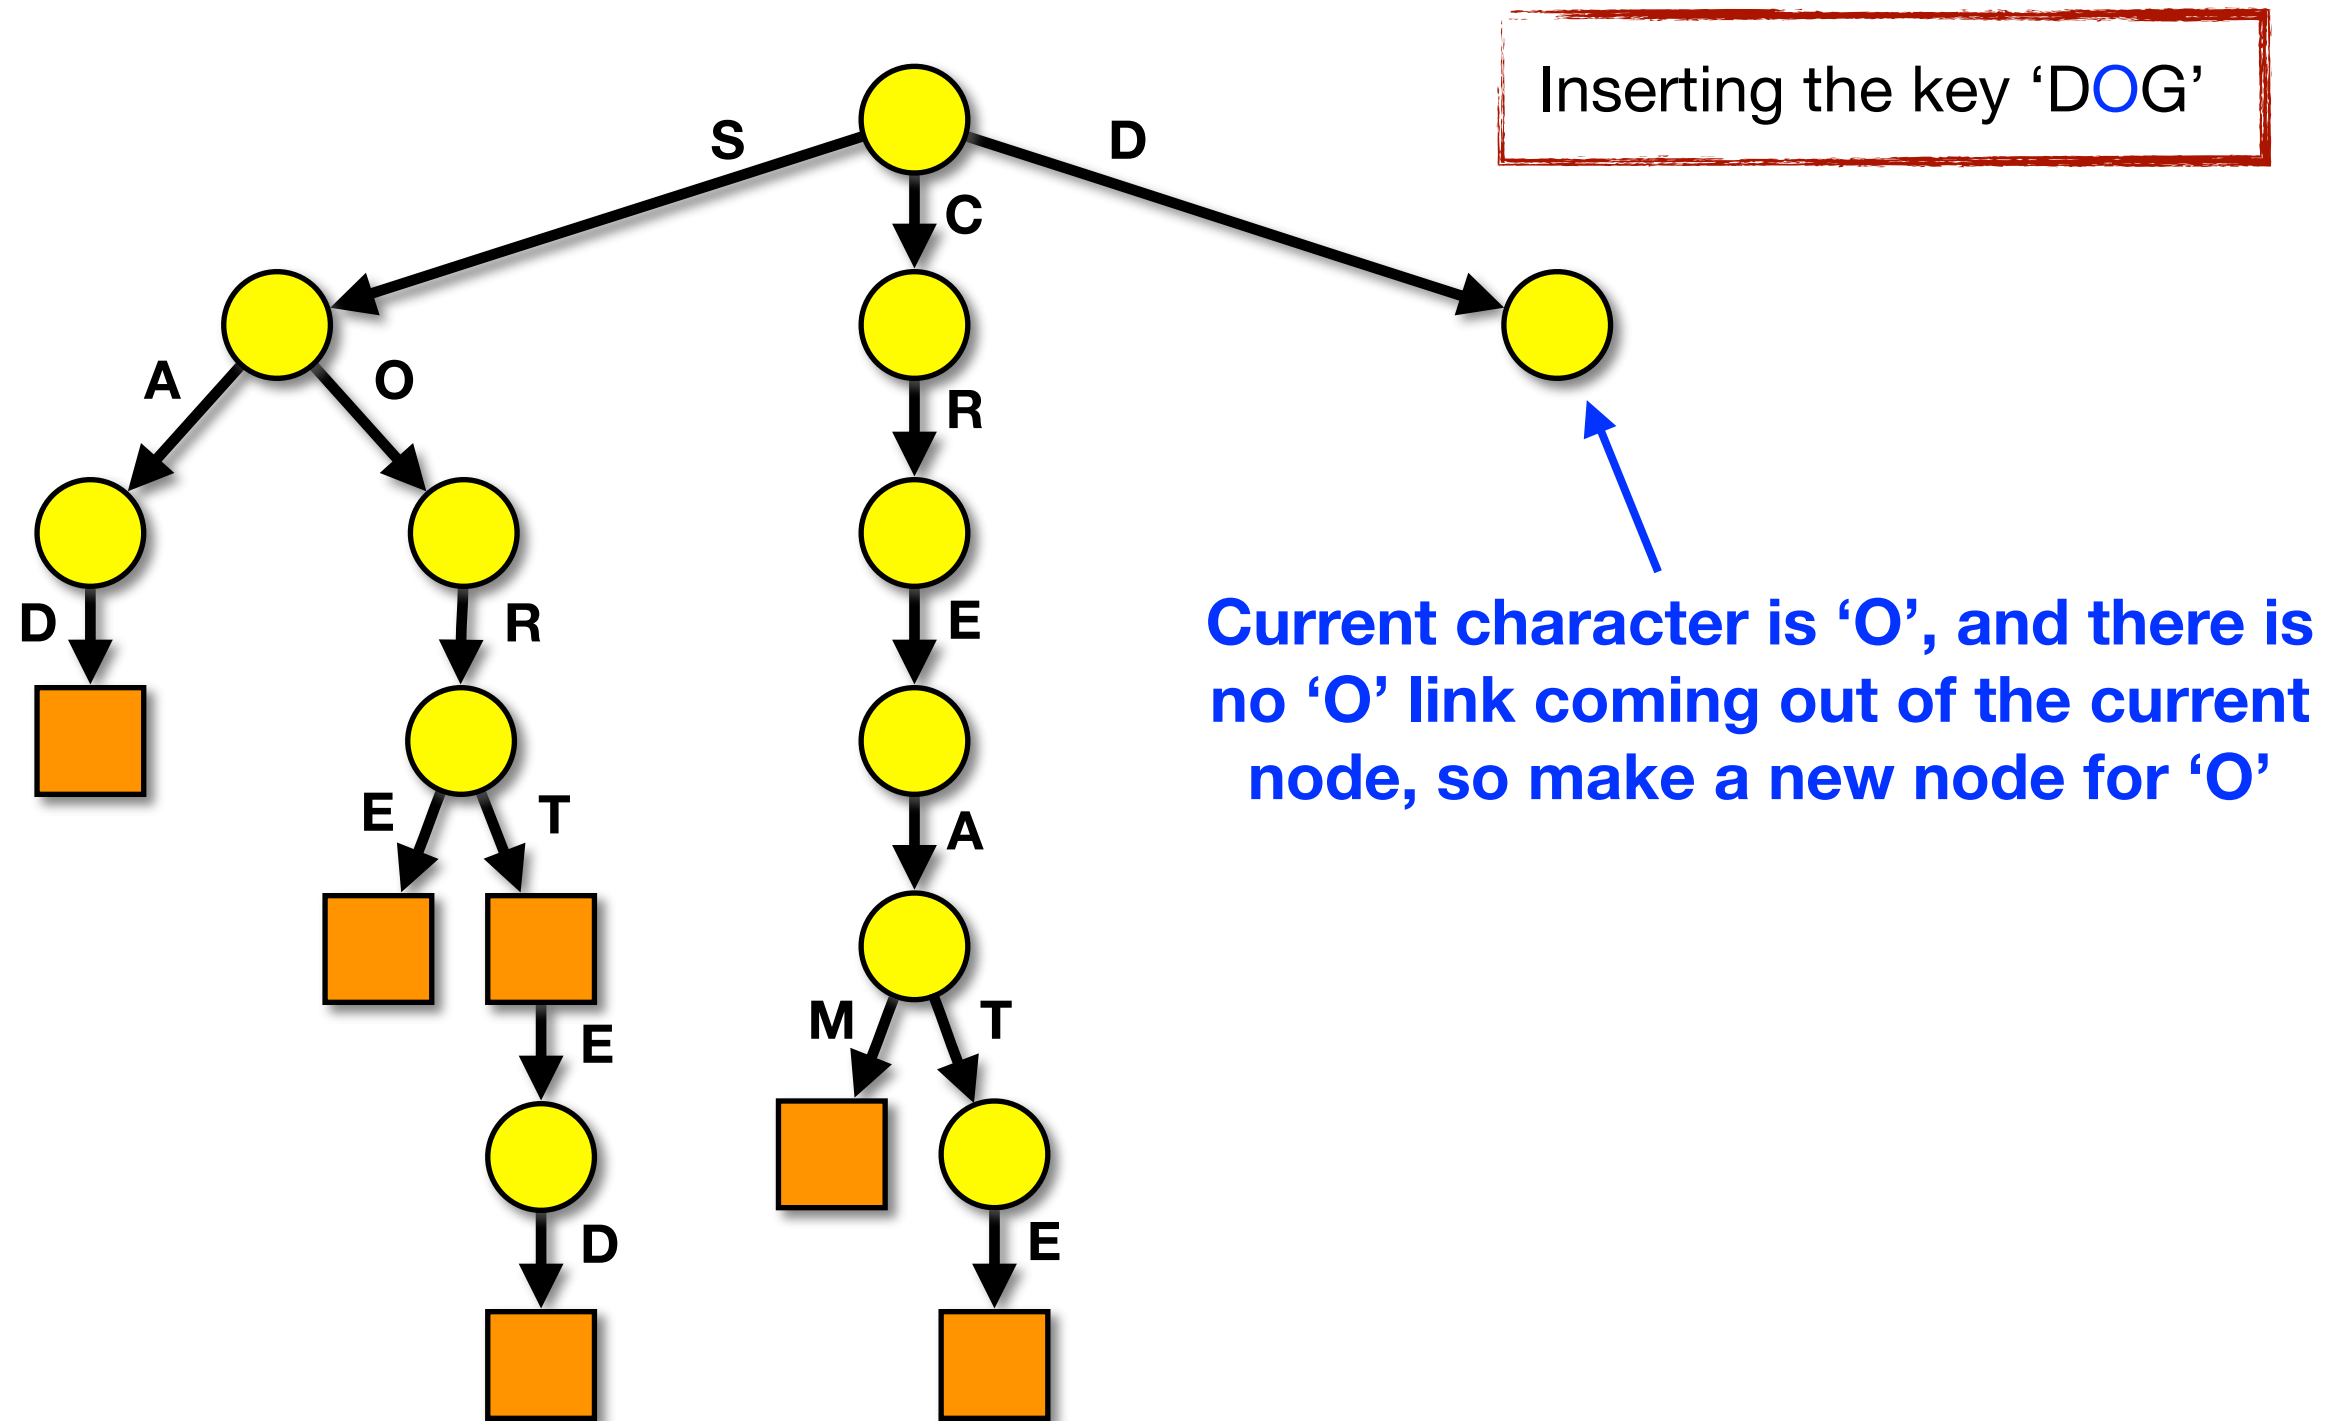 Inserting the key ‘DOG’
S
D
C
A
O
R
D
R
E
E
T
A
E
M
T
D
E
Current character is ‘O’, and there is
no ‘O’ link coming out of the current
node, so make a new node for ‘O’